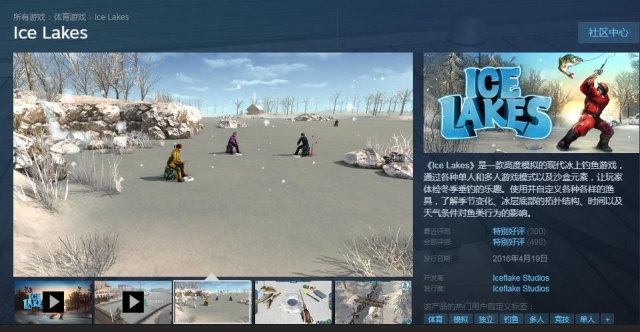 所有游戏 > 体育游戏 > Ice Lakes
Ice Lakes
社区中心
ICE
LAKES
《Ice Lakes》是一款高度模拟的现代冰上钓鱼游戏，
通过各种单人和多人游戏模式以及沙盒元素，让玩家
体验冬季垂钓的乐趣。使用并自定义各种各样的渔
具，了解季节变化、冰层底部的拓扑结构、时间以及
天气条件对鱼类行为的影响。
最近评测： 特别好评 (300)
全部评测： 特别好评 (498)
发行日期： 2016年4月19日
开发商： Iceflake Studios
发行商： Iceflake Studios
该产品的热门用户自定义标签：
体育 模拟 独立 钓鱼 多人 竞技 单人 +
ICE
LAKES